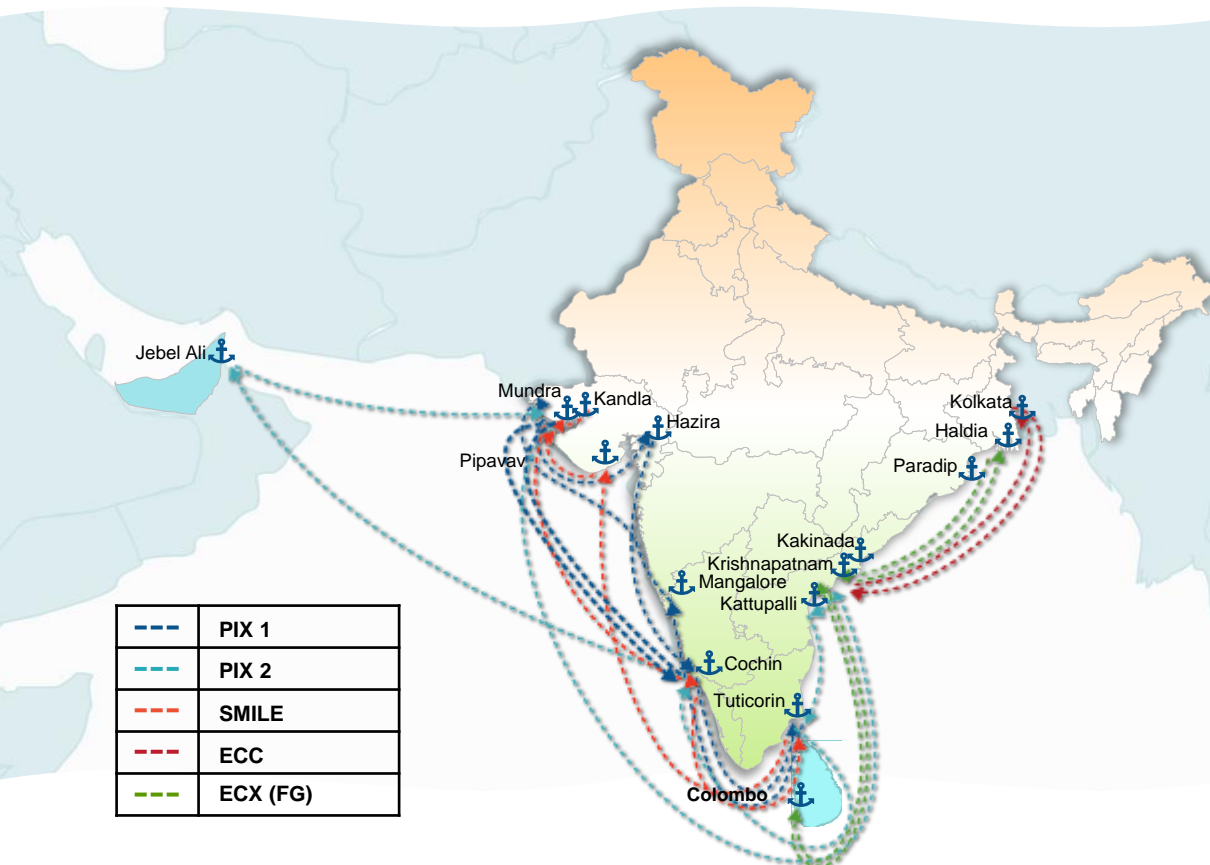 Jebel Ali
Mundra
Kandla
Hazira
Pipavav
Kolkata
Haldia
Paradip
Kakinada
Krishnapatnam
Mangalore
Kattupalli
Cochin
Tuticorin
Colombo
PIX 1
PIX 2
SMILE
ECC
ECX (FG)